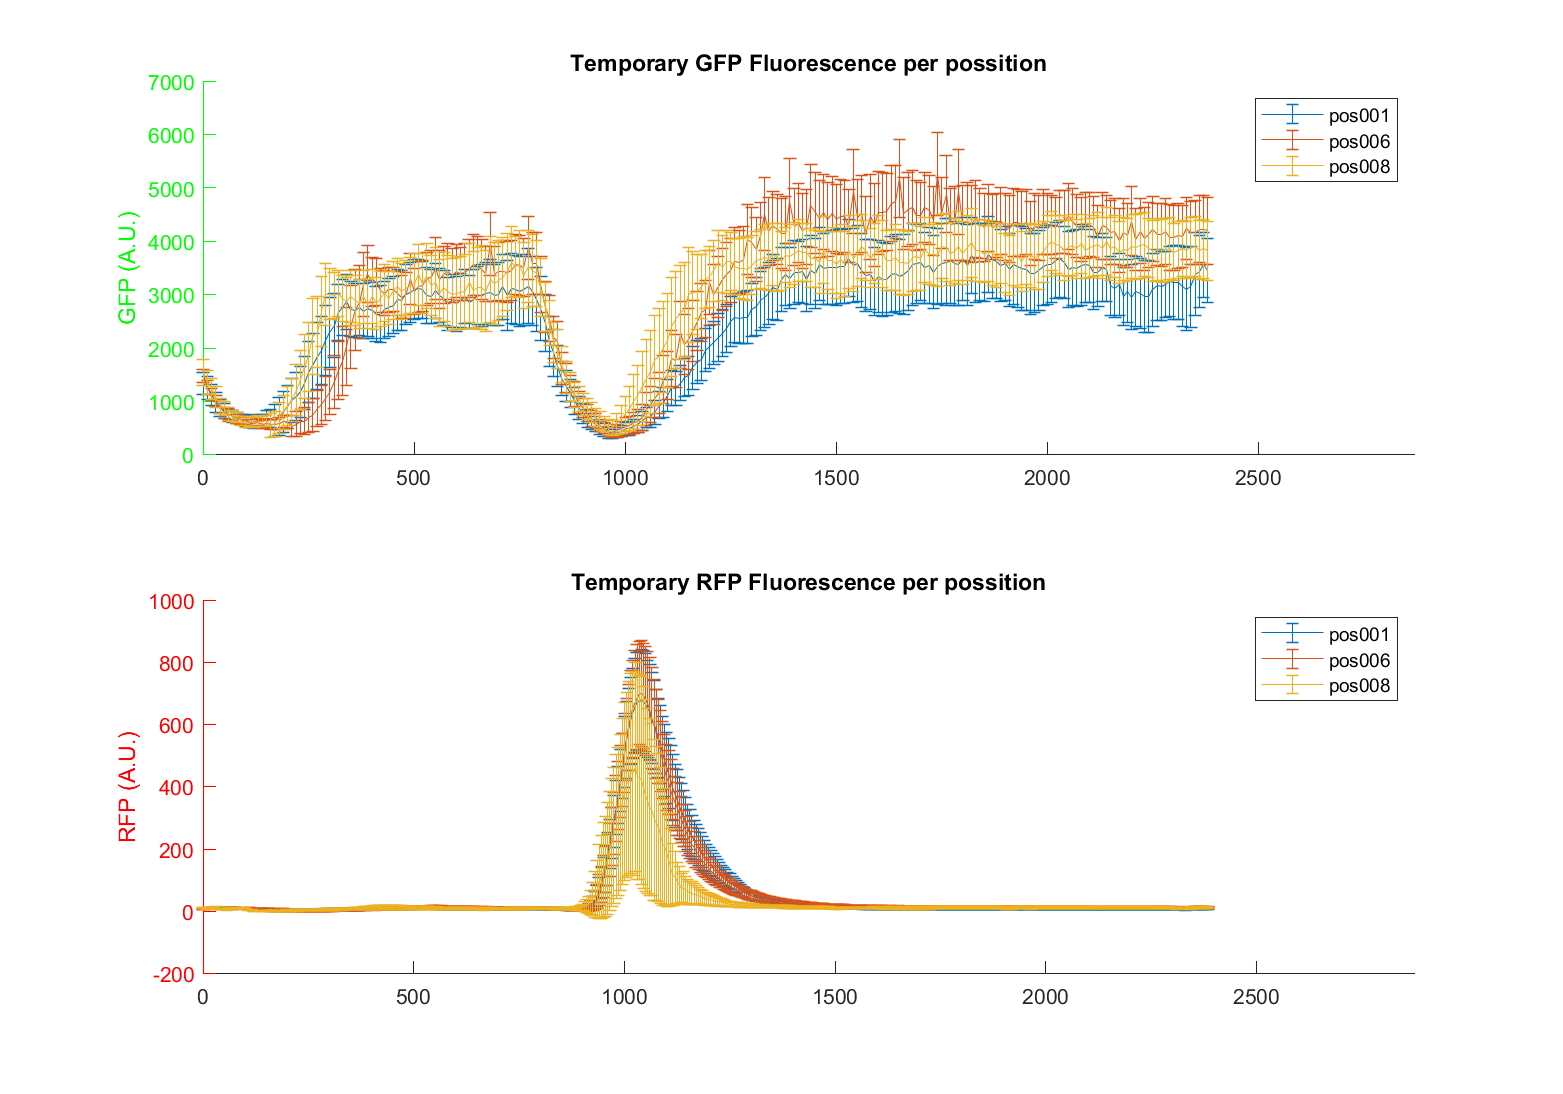 Temporary GFP Fluorescence per possition
7000
6000
5000
4000
3000
2000
1000
0
GFP (A.U.)
0 500 1000 1500 2000 2500
pos001
pos006
pos008
Temporary RFP Fluorescence per possition
1000
800
600
400
200
0
-200
RFP (A.U.)
0 500 1000 1500 2000 2500
pos001
pos006
pos008